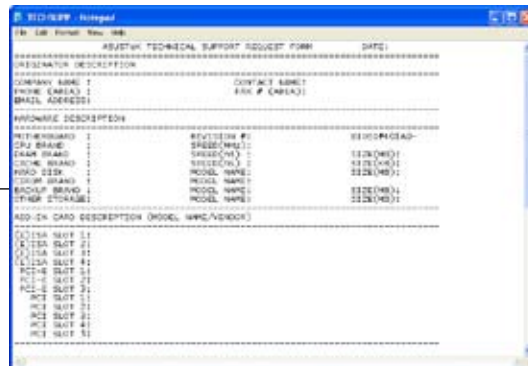 File Edit Format View Help
ASUSTeK TECHNICAL SUPPORT REQUEST FORM DATE:
ORIGINATOR DESCRIPTION
COMPANY NAME : CONTACT NAME:
PHONE (AREA) : FAX # (AREA):
EMAIL ADDRESS:
HARDWARE DESCRIPTION
MOTHERBOARD : REVISION #:
CPU BRAND : SPEED(MHz):
DRAM BRAND : SPEED(nS) : SIZE(MB):
CACHE BRAND : SPEED(nS) : SIZE(KB):
HARD DISK : MODEL NAME: SIZE(MB):
CDROM BRAND : MODEL NAME:
BACKUP BRAND : MODEL NAME: SIZE(MB):
OTHER STORAGE: MODEL NAME: SIZE(MB):
ADD-IN CARD DESCRIPTION (MODEL NAME/VENDOR)
(E)ISA SLOT 1:
(E)ISA SLOT 2:
(E)ISA SLOT 3:
(E)ISA SLOT 4:
PCI-E SLOT 1:
PCI-E SLOT 2:
PCI-E SLOT 3:
PCI SLOT 1:
PCI SLOT 2:
PCI SLOT 3:
PCI SLOT 4:
PCI SLOT 5: